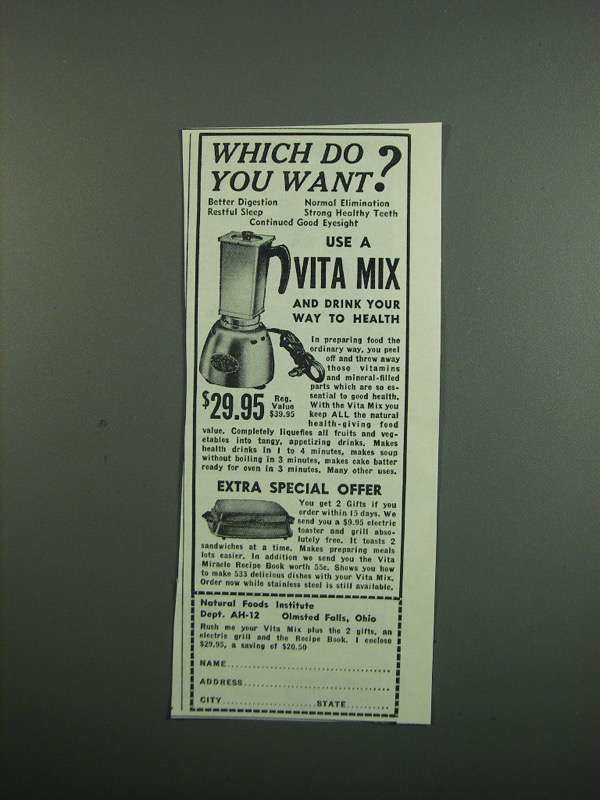 WHICH DO
YOU WANT?
Better Digestion Normal Elimination
Restful Sleep Strong Healthy Teeth
Continued Good Eyesight
USE A
VITA MIX
AND DRINK YOUR
WAY TO HEALTH
In preparing food the
ordinary way, you peel
off and throw away
those vitamins
and mineral-filled
parts which are so es-
sential to good health.
With the Vita Mix you
keep ALL the natural
health-giving food
$29.95 Reg. Value $39.95
value. Completely liquefies all fruits and veg-
etables into tangy, appetizing drinks. Makes
health drinks in 1 to 4 minutes, makes soup
without boiling in 3 minutes, makes cake batter
ready for oven in 3 minutes. Many other uses.
EXTRA SPECIAL OFFER
You get 2 Gifts if you
order within 15 days. We
send you a $9.95 electric
toaster and grill abso-
lutely free. It toasts 2
sandwiches at a time. Makes preparing meals
lots easier. In addition we send you the Vita
Miracle Recipe Book worth 55c. Shows you how
to make 533 delicious dishes with your Vita Mix.
Order now while stainless steel is still available.
Natural Foods Institute
Dept. AH-12 Olmsted Falls, Ohio
Rush me your Vita Mix plus the 2 gifts, an
electric grill and the Recipe Book. I enclose
$29.95, a saving of $20.50
NAME
ADDRESS
CITY STATE